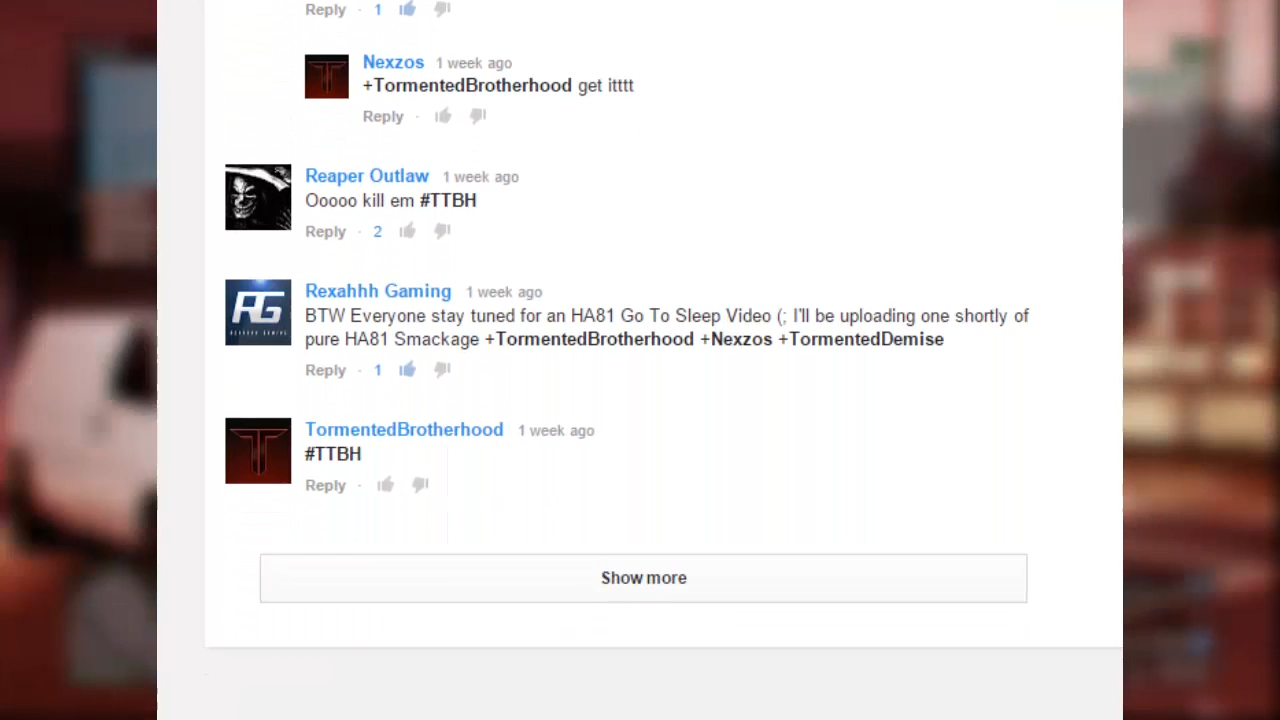 Reply · 1
Nexzos 1 week ago
+TormentedBrotherhood get itttt
Reply ·
Reaper Outlaw 1 week ago
Ooooo kill em #TTBH
Reply · 2
Rexahhh Gaming 1 week ago
BTW Everyone stay tuned for an HA81 Go To Sleep Video (; I'll be uploading one shortly of
pure HA81 Smackage +TormentedBrotherhood +Nexzos +TormentedDemise
Reply · 1
TormentedBrotherhood 1 week ago
#TTBH
Reply ·
Show more